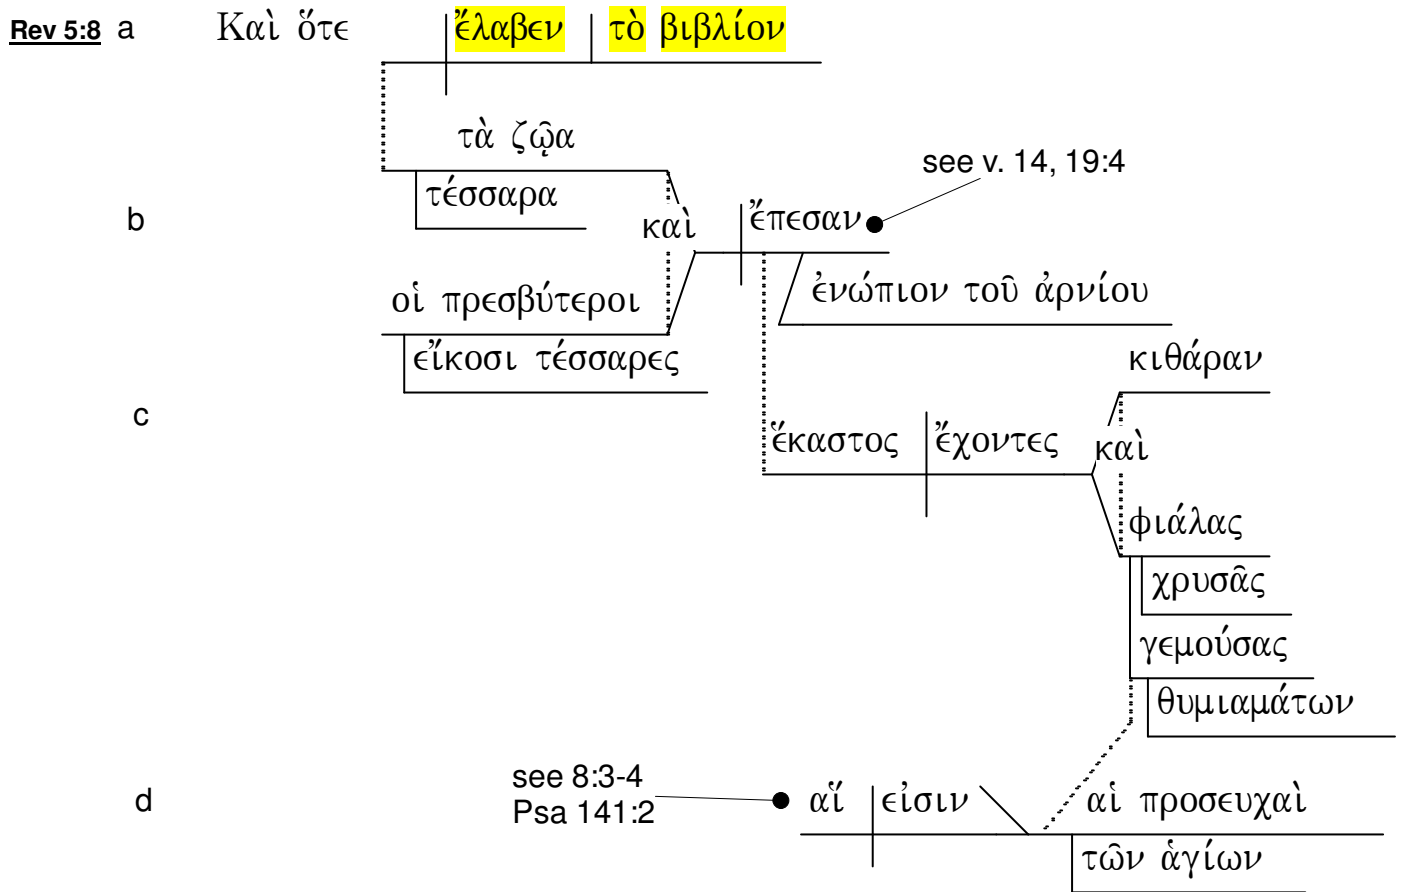 Rev 5:8 a Καὶ ὅτε ἔλαβεν τὸ βιβλίον
τὰ ζῷα
see v. 14, 19:4
τέσσαρα
b καὶ ἔπεσαν
οἱ πρεσβύτεροι ἐνώπιον τοῦ ἀρνίου
εἴκοσι τέσσαρες κιθάραν
c ἕκαστος ἔχοντες καὶ
φιάλας
χρυσᾶς
γεμούσας
θυμιαμάτων
see 8:3-4
Psa 141:2
d αἵ εἰσιν αἱ προσευχαὶ
τῶν ἁγίων